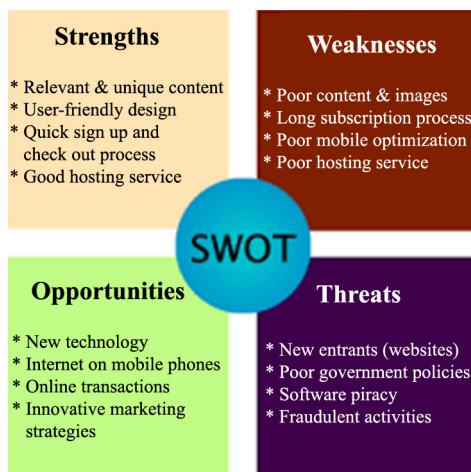 Strengths
* Relevant & unique content
* User-friendly design
* Quick sign up and
check out process
* Good hosting service
Weaknesses
* Poor content & images
* Long subscription process
* Poor mobile optimization
* Poor hosting service
SWOT
Opportunities
* New technology
* Internet on mobile phones
* Online transactions
* Innovative marketing
strategies
Threats
* New entrants (websites)
* Poor government policies
* Software piracy
* Fraudulent activities